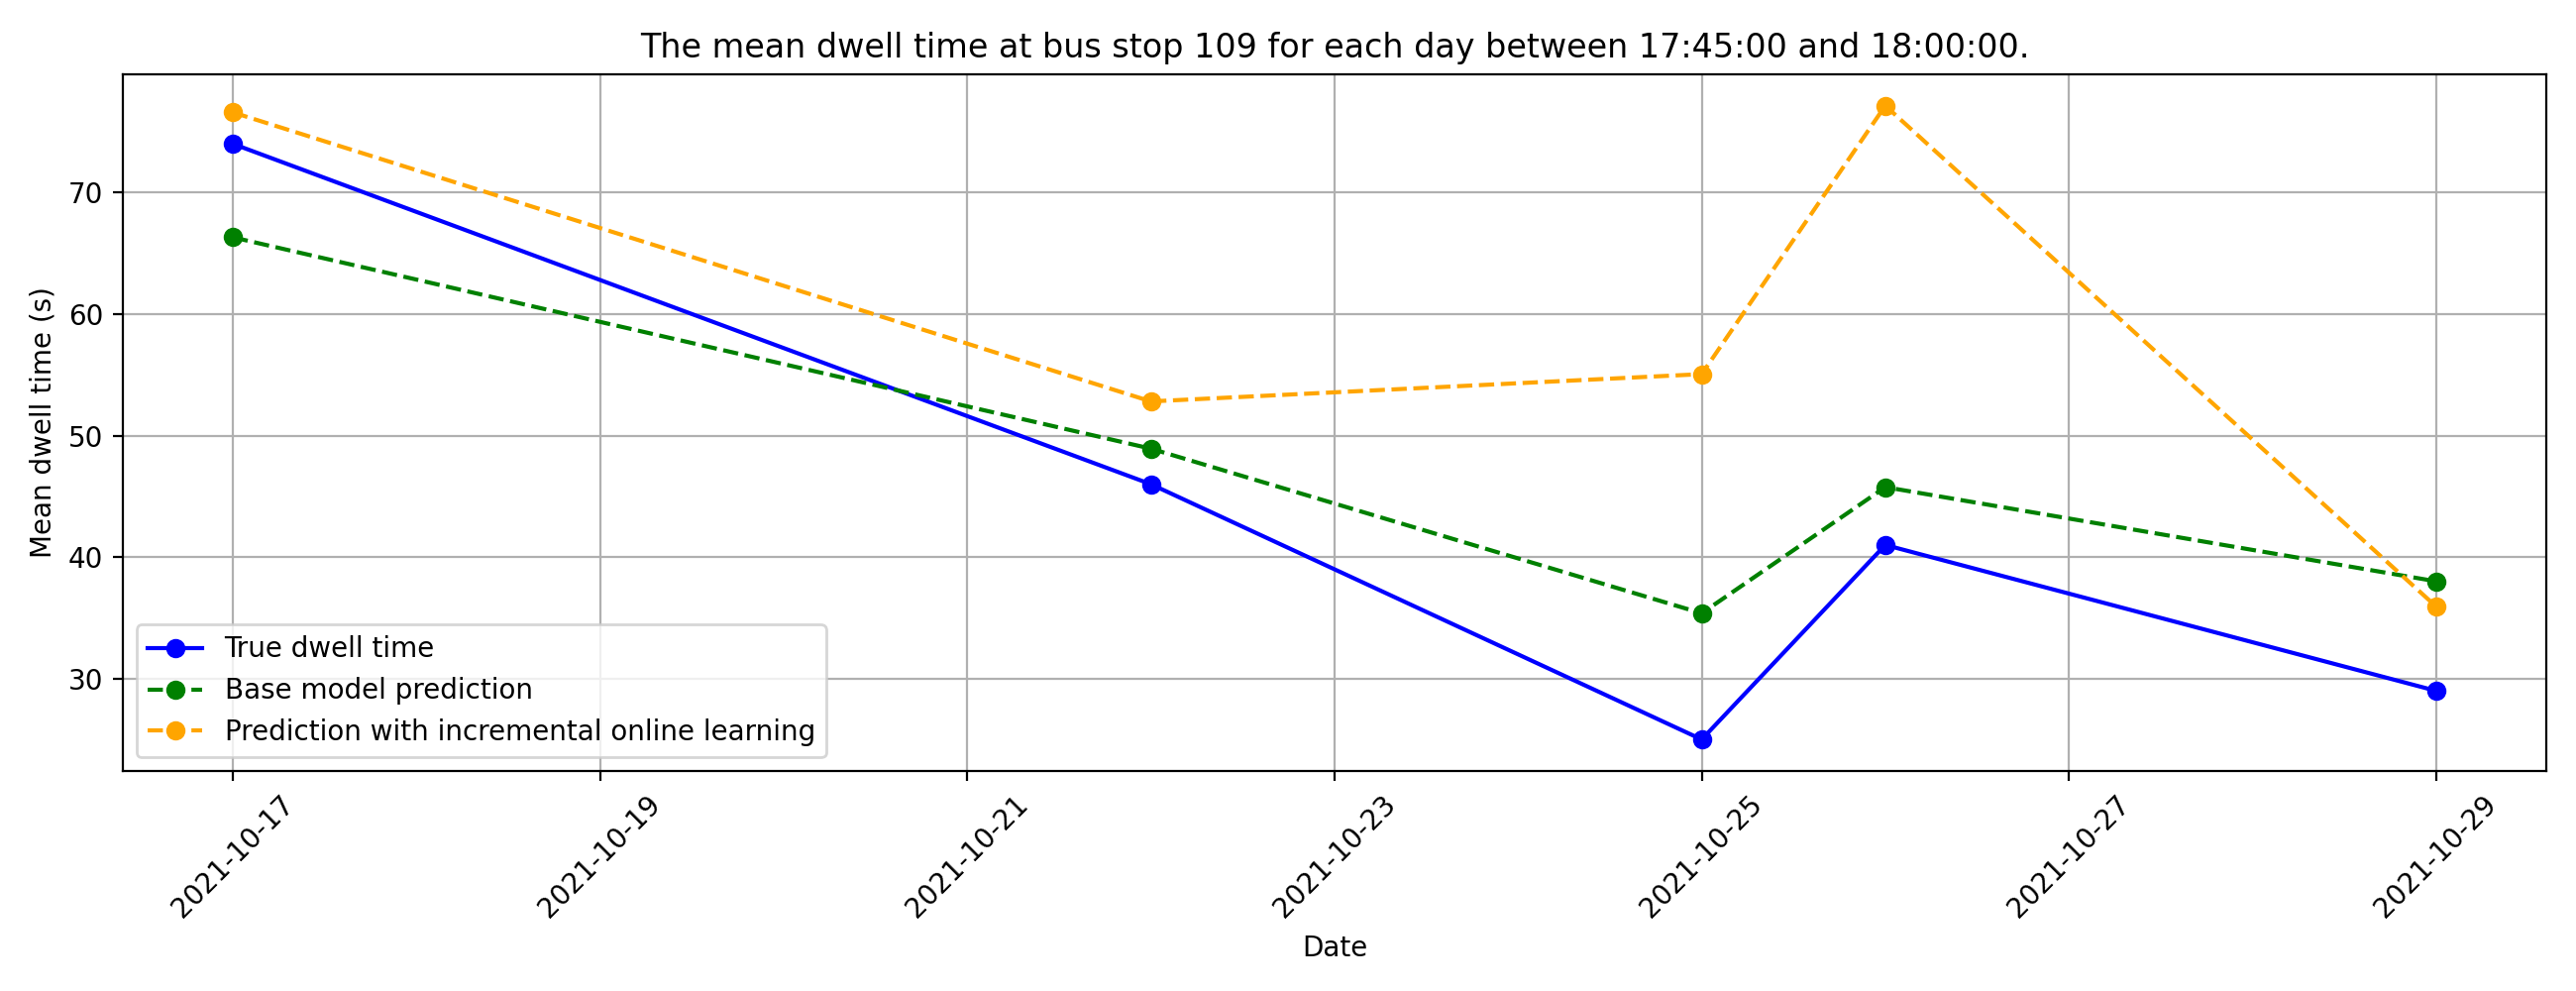 The mean dwell time at bus stop 109 for each day between 17:45:00 and 18:00:00.
Mean dwell time (s)
70
60
50
40
30
True dwell time
Base model prediction
Prediction with incremental online learning
2021-10-17
2021-10-19
2021-10-21
2021-10-23
2021-10-25
2021-10-27
2021-10-29
Date